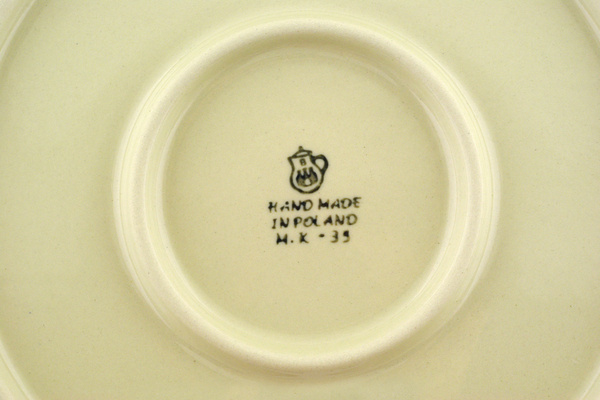 B
HAND MADE
IN POLAND
M.K - 39